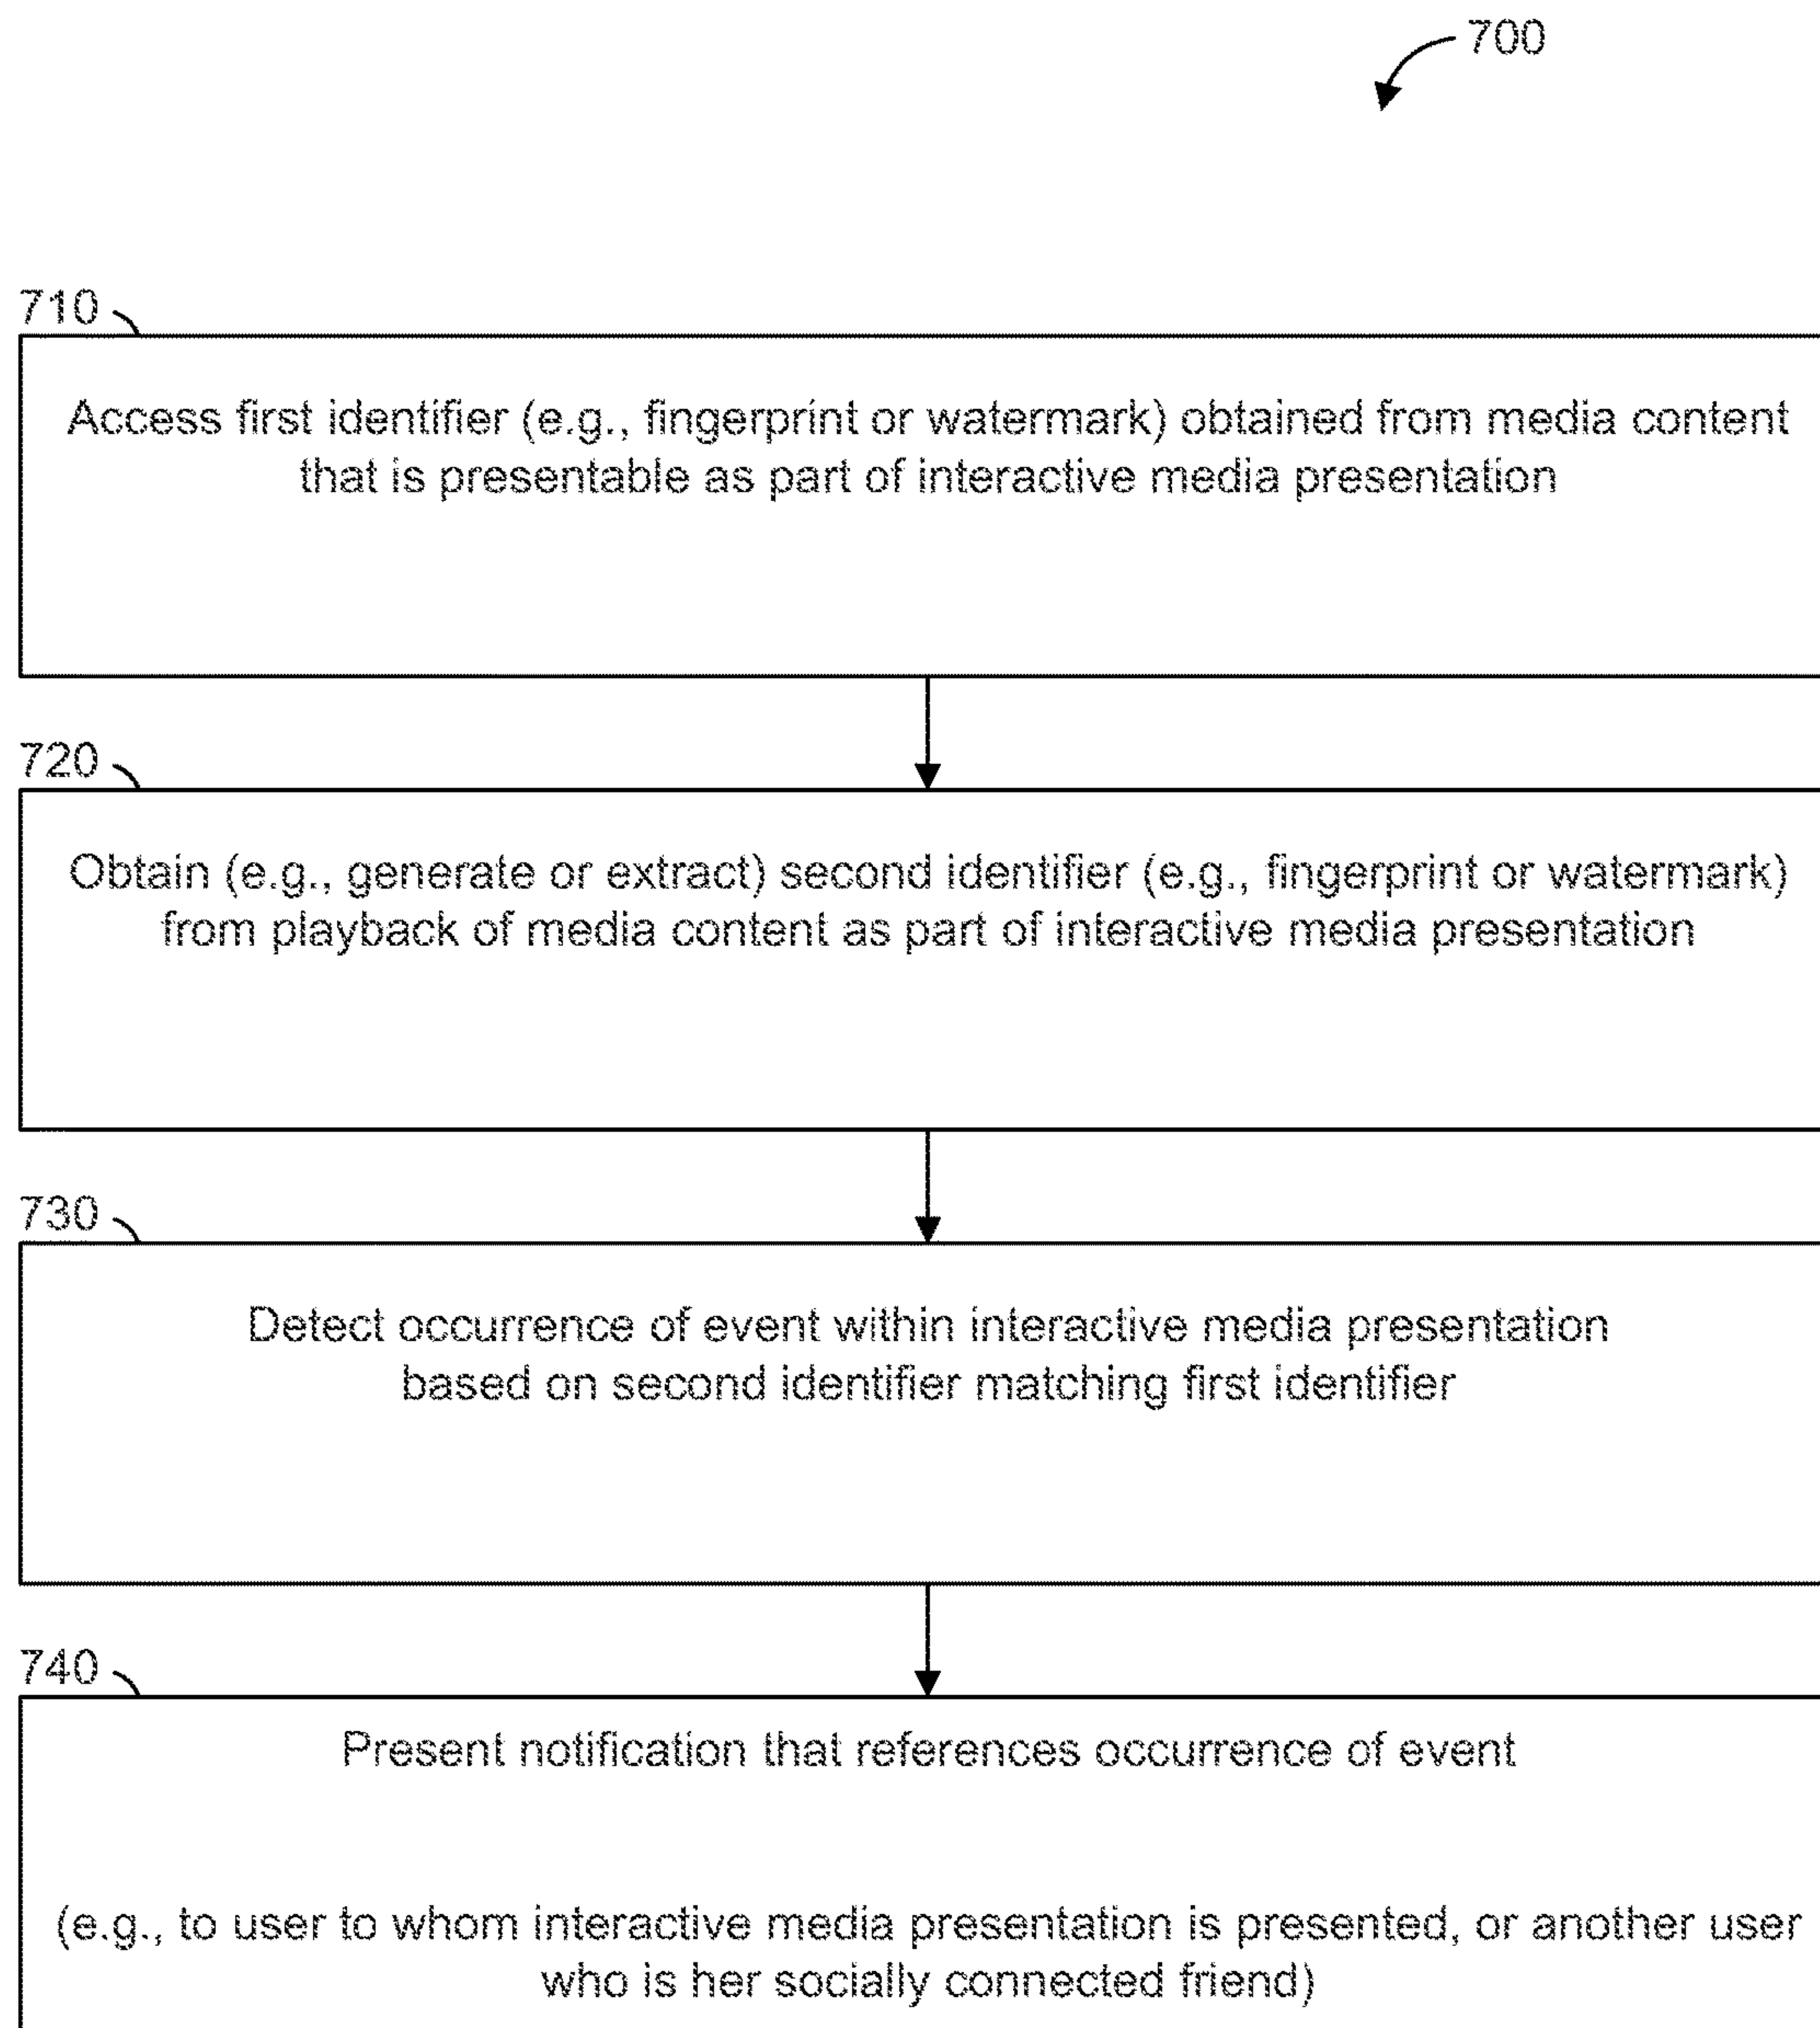 700
710
Access first identifier (e.g., fingerprint or watermark) obtained from media content
that is presentable as part of interactive media presentation
720
Obtain (e.g., generate or extract) second identifier (e.g., fingerprint or watermark)
from playback of media content as part of interactive media presentation
730
Detect occurrence of event within interactive media presentation
based on second identifier matching first identifier
740
Present notification that references occurrence of event
(e.g., to user to whom interactive media presentation is presented, or another user
who is her socially connected friend)